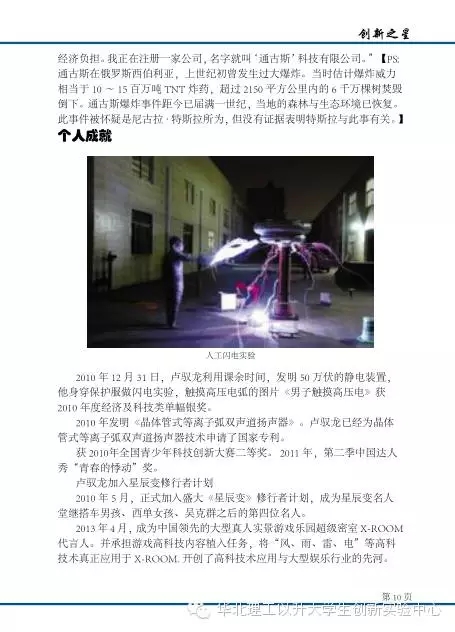 创新之星
经济负担。我正在注册一家公司，名字就叫‘通古斯’科技有限公司。”【PS:
通古斯在俄罗斯西伯利亚，上世纪初曾发生过大爆炸。当时估计爆炸威力
相当于 10 ～ 15 百万吨 TNT 炸药，超过 2150 平方公里内的 6 千万棵树焚毁
倒下。通古斯爆炸事件距今已届满一世纪，当地的森林与生态环境已恢复。
此事件被怀疑是尼古拉·特斯拉所为，但没有证据表明特斯拉与此事有关。】
个人成就
人工闪电实验
2010 年 12 月 31 日，卢驭龙利用课余时间，发明 50 万伏的静电装置，
他身穿保护服做闪电实验，触摸高压电弧的图片《男子触摸高压电》获
2010 年度经济及科技类单幅银奖。
2010 年发明《晶体管式等离子弧双声道扬声器》。卢驭龙已经为晶体
管式等离子弧双声道扬声器技术申请了国家专利。
获 2010年全国青少年科技创新大赛二等奖。 2011 年，第二季中国达人
秀“青春的悸动”奖。
卢驭龙加入星辰变修行者计划
2010 年 5 月，正式加入盛大《星辰变》修行者计划，成为星辰变名人
堂继搭车男孩、西单女孩、吴克群之后的第四位名人。
2013 年 4 月，成为中国领先的大型真人实景游戏乐园超级密室 X-ROOM
代言人。并承担游戏高科技内容植入任务，将“风、雨、雷、电”等高科
技术真正应用于 X-ROOM, 开创了高科技术应用与大型娱乐行业的先河。
第 10 页
华北理工以升大学生创新实验中心